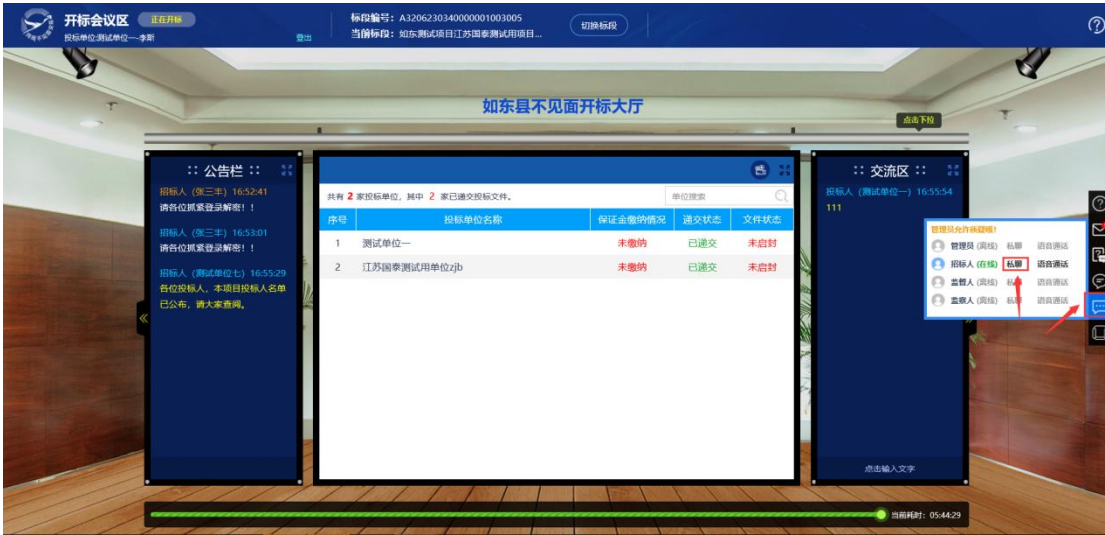 开标会议区 正在开标
投标单位:测试单位一--李斯 登出
标段编号：A3206230340000001003005
当前标段：如东测试项目江苏国泰测试用项目...
切换标段
如东县不见面开标大厅
点击下拉
:: 公告栏 ::
招标人（张三丰）16:52:41
请各位抓紧登录解密！！
招标人（张三丰）16:53:01
请各位抓紧登录解密！！
招标人（测试单位七）16:55:29
各位投标人，本项目投标人名单
已公布，请大家查阅。
共有 2 家投标单位，其中 2 家已递交投标文件。 单位搜索
序号 投标单位名称 保证金缴纳情况 递交状态 文件状态
1 测试单位一 未缴纳 已递交 未启封
2 江苏国泰测试用单位zjb 未缴纳 已递交 未启封
:: 交流区 ::
投标人（测试单位一）16:55:54
111
管理员 (离线) 私聊 语音通话
招标人 (在线) 私聊 语音通话
监管人 (离线) 私聊 语音通话
监察人 (离线) 语音通话
点击输入文字
当前耗时：05:44:29